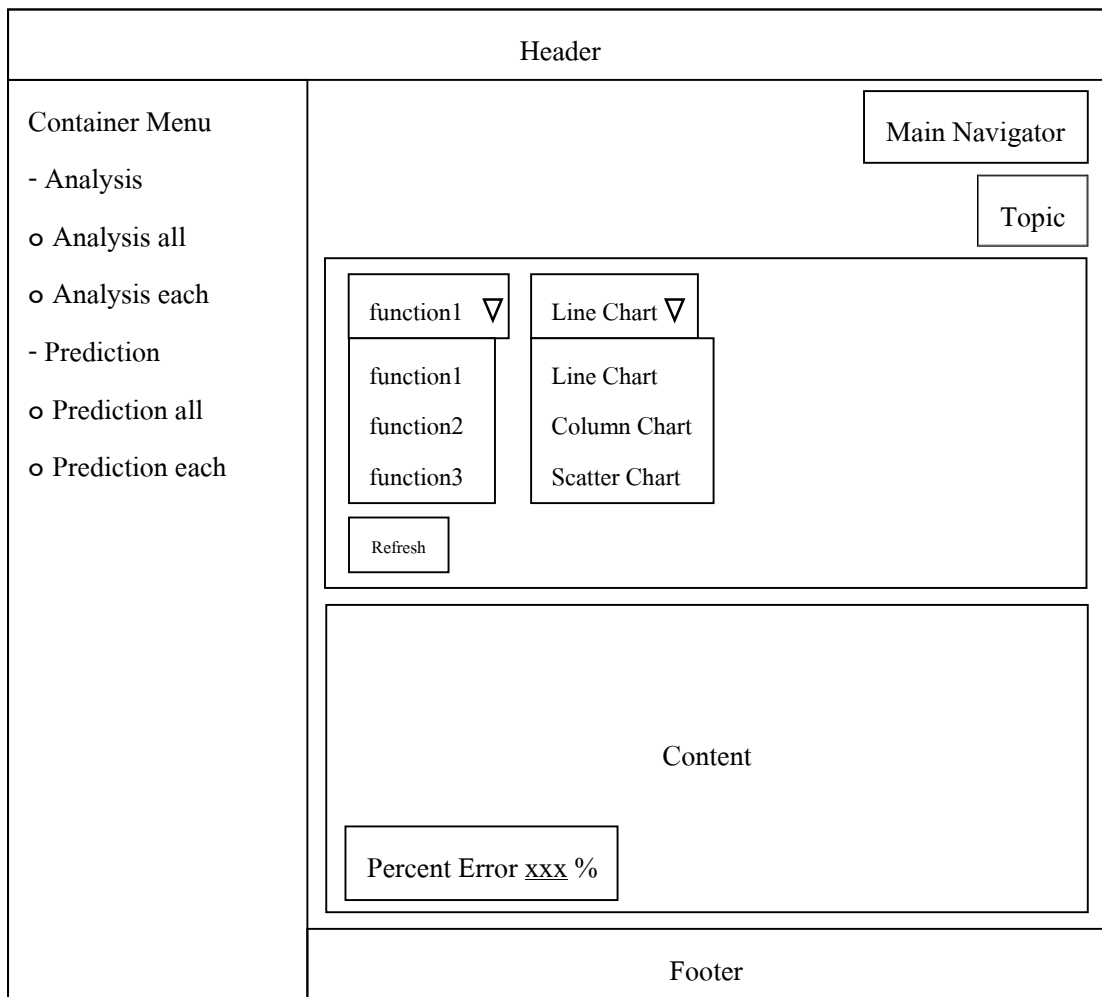 Header
Container Menu
- Analysis
o Analysis all
o Analysis each
- Prediction
o Prediction all
o Prediction each
Main Navigator
Topic
function1
Line Chart
function1
function2
function3
Line Chart
Column Chart
Scatter Chart
Refresh
Content
Percent Error xxx %
Footer